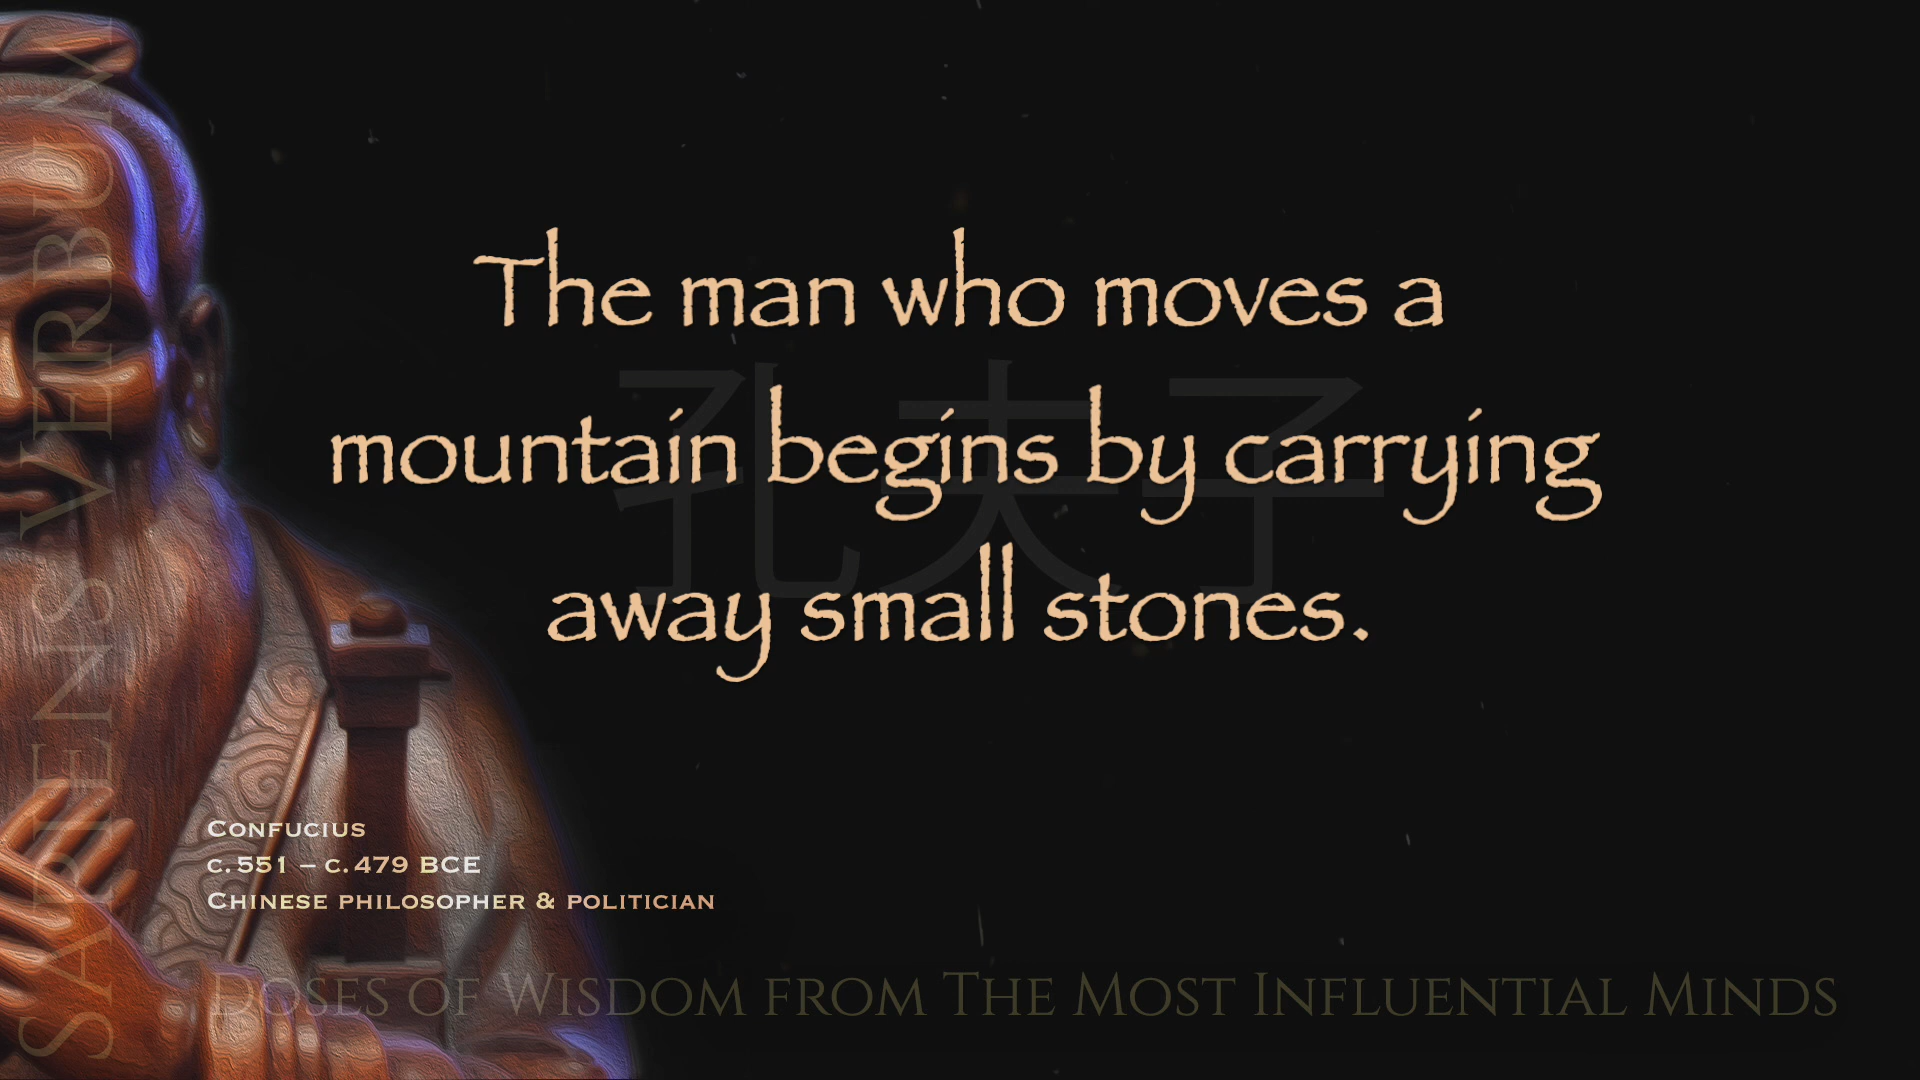 The man who moves a
mountain begins by carrying
away small stones.
孔夫子
Confucius
c. 551 – c. 479 BCE
Chinese philosopher & politician
Doses of Wisdom from The Most Influential Minds
Sapiens Verbum